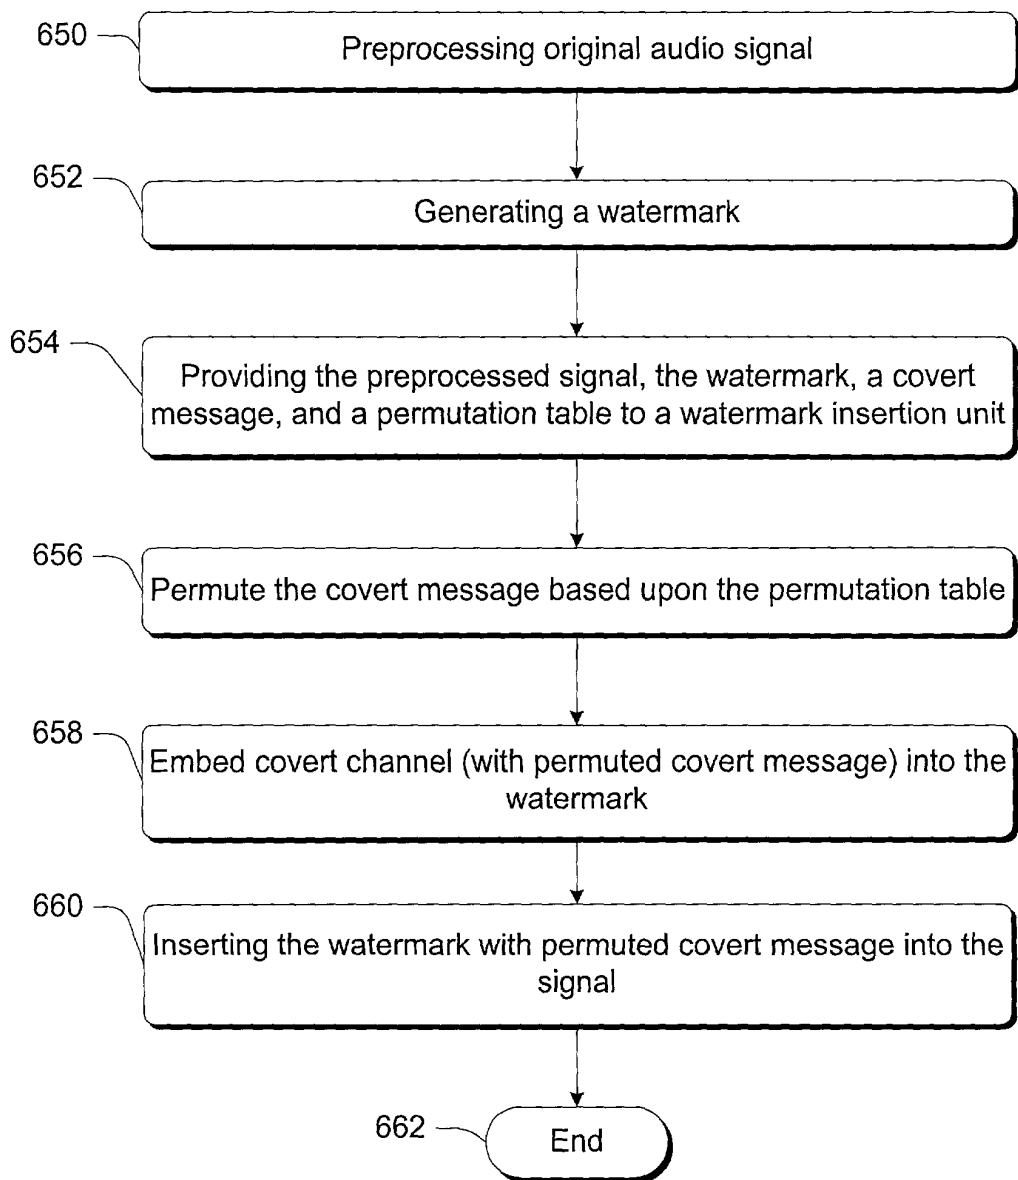 650
Preprocessing original audio signal
652
Generating a watermark
654
Providing the preprocessed signal, the watermark, a covert
message, and a permutation table to a watermark insertion unit
656
Permute the covert message based upon the permutation table
658
Embed covert channel (with permuted covert message) into the
watermark
660
Inserting the watermark with permuted covert message into the
signal
662
End